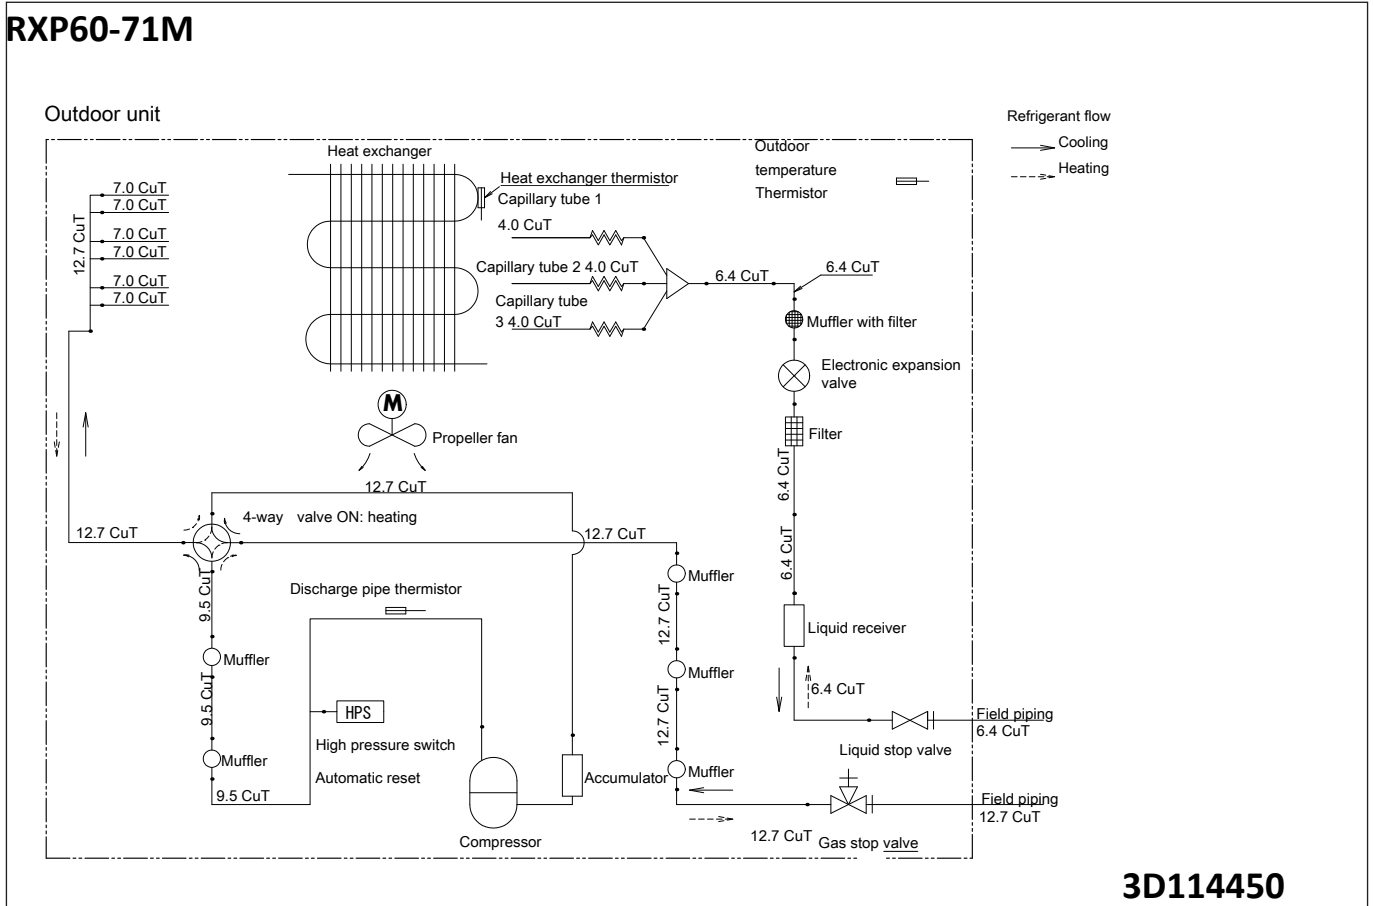 RXP60-71M
Outdoor unit
Refrigerant flow
Cooling
Heating
Heat exchanger
Outdoor
temperature
Thermistor
Heat exchanger thermistor
Capillary tube 1
4.0 CuT
Capillary tube 2 4.0 CuT
Capillary tube
3 4.0 CuT
7.0 CuT
7.0 CuT
7.0 CuT
7.0 CuT
7.0 CuT
7.0 CuT
12.7 CuT
6.4 CuT
6.4 CuT
Muffler with filter
Electronic expansion
valve
Filter
M
Propeller fan
12.7 CuT
4-way valve ON: heating
12.7 CuT
12.7 CuT
6.4 CuT
6.4 CuT
9.5 CuT
Discharge pipe thermistor
Muffler
12.7 CuT
Liquid receiver
Muffler
Muffler
9.5 CuT
12.7 CuT
6.4 CuT
HPS
High pressure switch
Automatic reset
Muffler
9.5 CuT
Compressor
Accumulator
Muffler
Field piping
6.4 CuT
Liquid stop valve
Field piping
12.7 CuT
12.7 CuT
Gas stop valve
3D114450